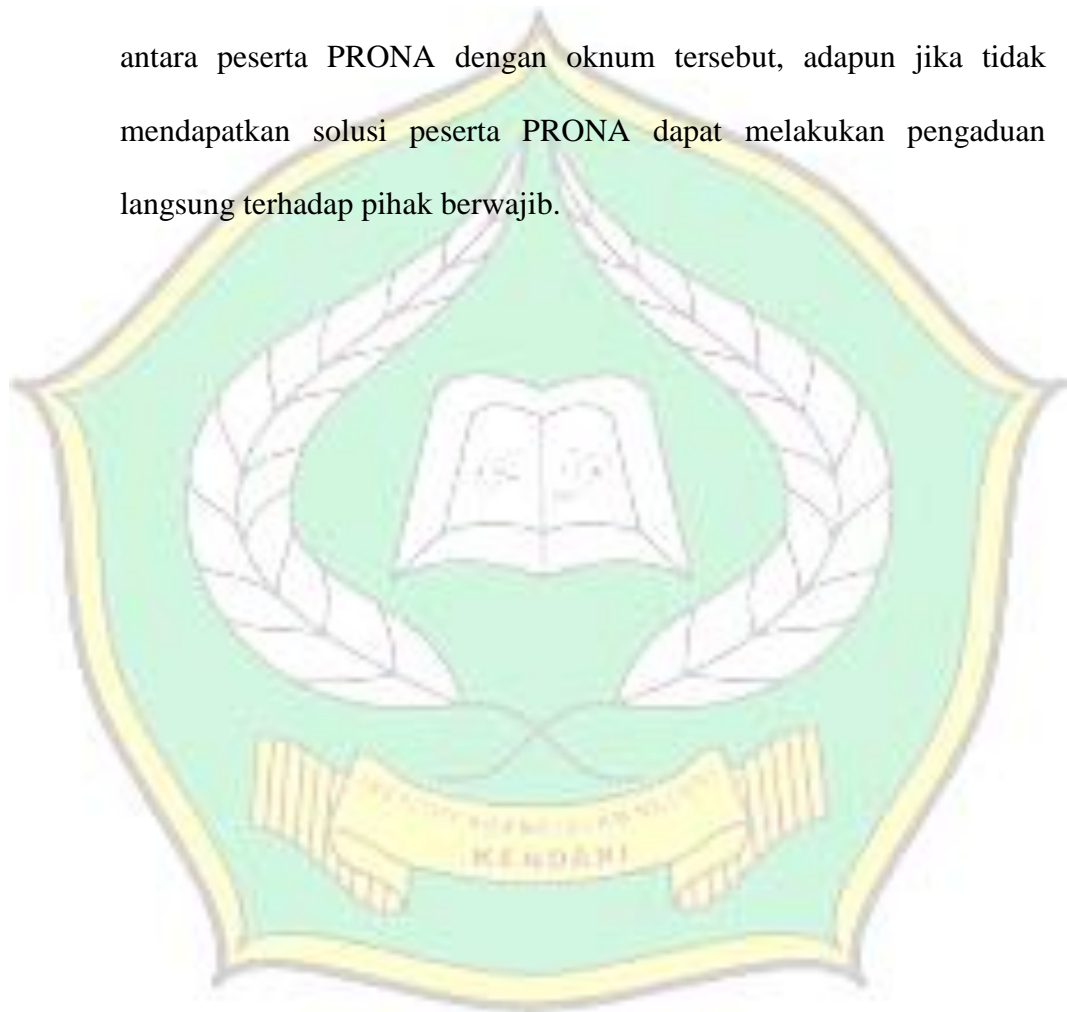 antara peserta PRONA dengan oknum tersebut, adapun jika tidak
mendapatkan solusi peserta PRONA dapat melakukan pengaduan
langsung terhadap pihak berwajib.
KENDARI